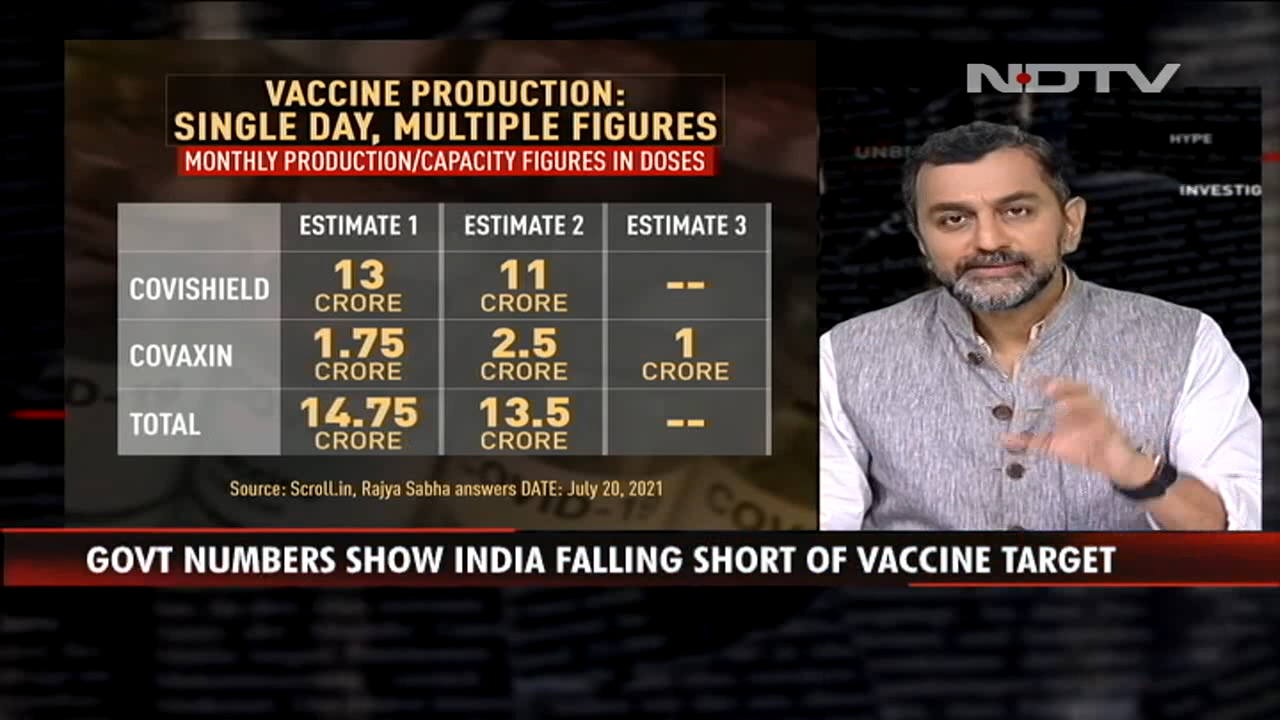 NDTV
HYPE
INVESTIG
VACCINE PRODUCTION:
SINGLE DAY, MULTIPLE FIGURES
MONTHLY PRODUCTION/CAPACITY FIGURES IN DOSES
ESTIMATE 1 ESTIMATE 2 ESTIMATE 3
COVISHIELD 13 CRORE 11 CRORE --
COVAXIN 1.75 CRORE 2.5 CRORE 1 CRORE
TOTAL 14.75 CRORE 13.5 CRORE --
Source: Scroll.in, Rajya Sabha answers DATE: July 20, 2021
GOVT NUMBERS SHOW INDIA FALLING SHORT OF VACCINE TARGET